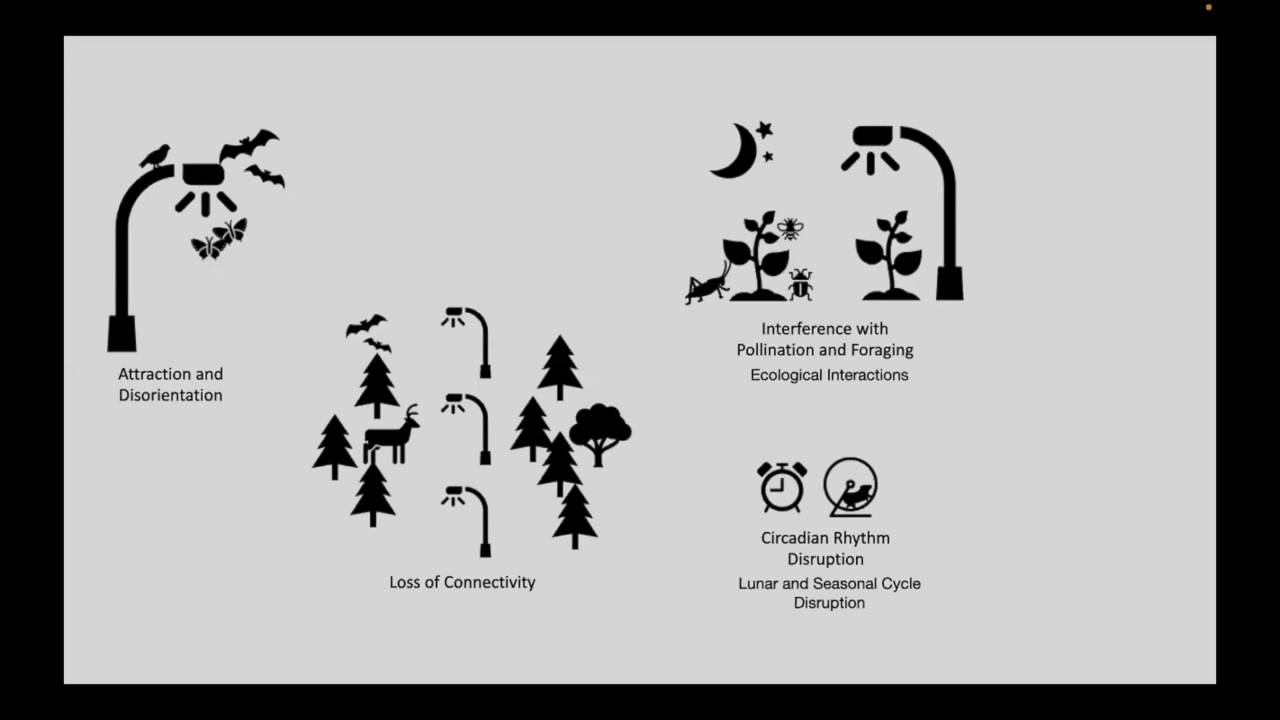 Attraction and
Disorientation
Loss of Connectivity
Interference with
Pollination and Foraging
Ecological Interactions
Circadian Rhythm
Disruption
Lunar and Seasonal Cycle
Disruption